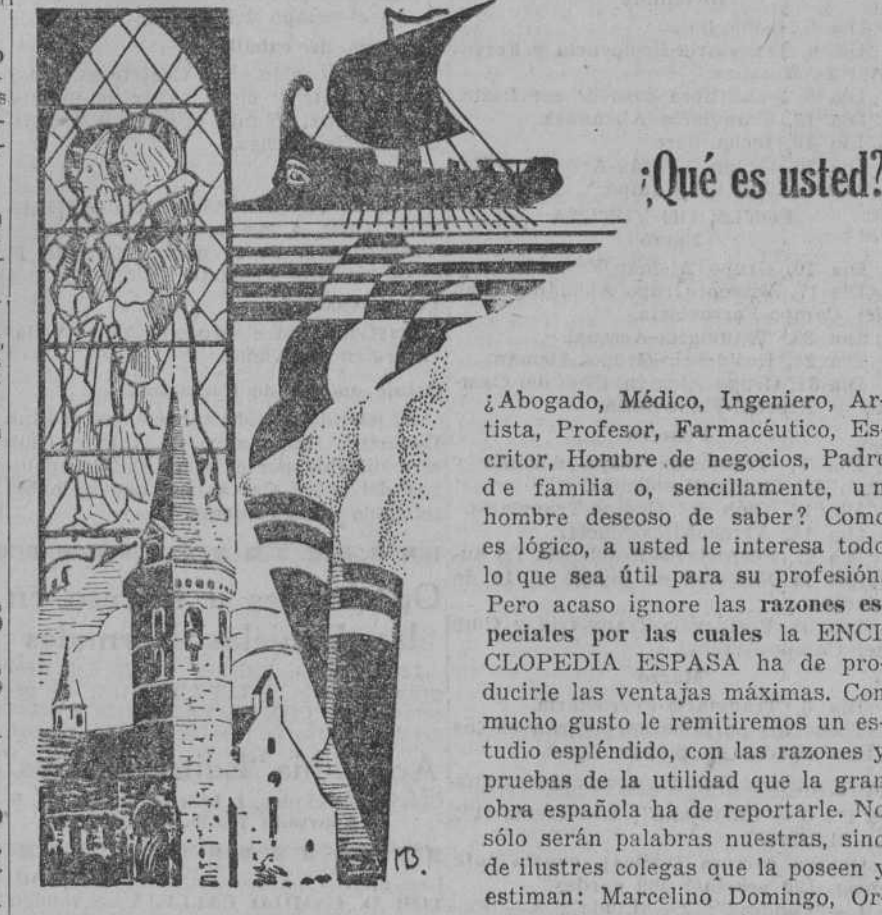 ¿Qué es usted?
¿Abogado, Médico, Ingeniero, Ar-
tista, Profesor, Farmacéutico, Es-
critor, Hombre de negocios, Padre
de familia o, sencillamente, un
hombre deseoso de saber? Como
es lógico, a usted le interesa todo
lo que sea útil para su profesión.
Pero acaso ignore las razones es-
peciales por las cuales la ENCI-
CLOPEDIA ESPASA ha de pro-
ducirle las ventajas máximas. Con
mucho gusto le remitiremos un es-
tudio espléndido, con las razones y
pruebas de la utilidad que la gran
obra española ha de reportarle. No
sólo serán palabras nuestras, sino
de ilustres colegas que la poseen y
estiman: Marcelino Domingo, Or-